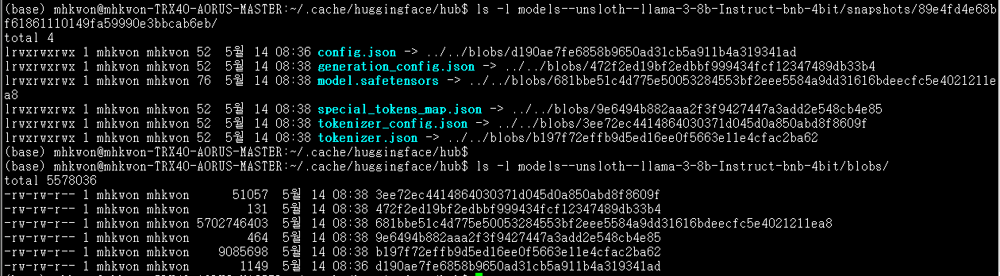 (base) mhkwon@mhkwon-TRX40-AORUS-MASTER:~/.cache/huggingface/hub$ ls -l models--unsloth--llama-3-8b-Instruct-bnb-4bit/snapshots/89e4fd4e68b
f61861110149fa59990e3bbcab6eb/
total 4
lrwxrwxrwx 1 mhkwon mhkwon 52  5월 14 08:36 config.json -> ../../blobs/d190ae7fe6858b9650ad31cb5a911b4a319341ad
lrwxrwxrwx 1 mhkwon mhkwon 52  5월 14 08:38 generation_config.json -> ../../blobs/472f2ed19bf2edbbf999434fcf12347489db33b4
lrwxrwxrwx 1 mhkwon mhkwon 76  5월 14 08:38 model.safetensors -> ../../blobs/681bbe51c4d775e50053284553bf2eee5584a9dd31616bdeecfc5e4021211e
a8
lrwxrwxrwx 1 mhkwon mhkwon 52  5월 14 08:38 special_tokens_map.json -> ../../blobs/9e6494b882aaa2f3f9427447a3add2e548cb4e85
lrwxrwxrwx 1 mhkwon mhkwon 52  5월 14 08:38 tokenizer_config.json -> ../../blobs/3ee72ec4414864030371d045d0a850abd8f8609f
lrwxrwxrwx 1 mhkwon mhkwon 52  5월 14 08:38 tokenizer.json -> ../../blobs/b197f72effb9d5ed16ee0f5663e11e4cfac2ba62
(base) mhkwon@mhkwon-TRX40-AORUS-MASTER:~/.cache/huggingface/hub$
(base) mhkwon@mhkwon-TRX40-AORUS-MASTER:~/.cache/huggingface/hub$ ls -l models--unsloth--llama-3-8b-Instruct-bnb-4bit/blobs/
total 5578036
-rw-rw-r-- 1 mhkwon mhkwon      51057  5월 14 08:38 3ee72ec4414864030371d045d0a850abd8f8609f
-rw-rw-r-- 1 mhkwon mhkwon        131  5월 14 08:38 472f2ed19bf2edbbf999434fcf12347489db33b4
-rw-rw-r-- 1 mhkwon mhkwon 5702746403  5월 14 08:38 681bbe51c4d775e50053284553bf2eee5584a9dd31616bdeecfc5e4021211ea8
-rw-rw-r-- 1 mhkwon mhkwon        464  5월 14 08:38 9e6494b882aaa2f3f9427447a3add2e548cb4e85
-rw-rw-r-- 1 mhkwon mhkwon    9085698  5월 14 08:38 b197f72effb9d5ed16ee0f5663e11e4cfac2ba62
-rw-rw-r-- 1 mhkwon mhkwon       1149  5월 14 08:36 d190ae7fe6858b9650ad31cb5a911b4a319341ad